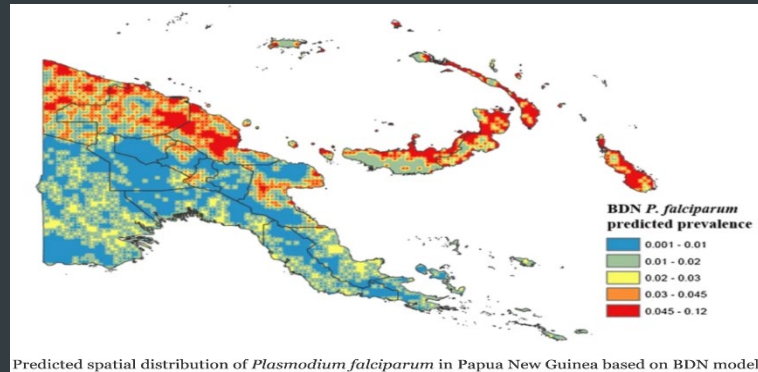 BDN P. falciparum
predicted prevalence
0.001 - 0.01
0.01 - 0.02
0.02 - 0.03
0.03 - 0.045
0.045 - 0.12
Predicted spatial distribution of Plasmodium falciparum in Papua New Guinea based on BDN model